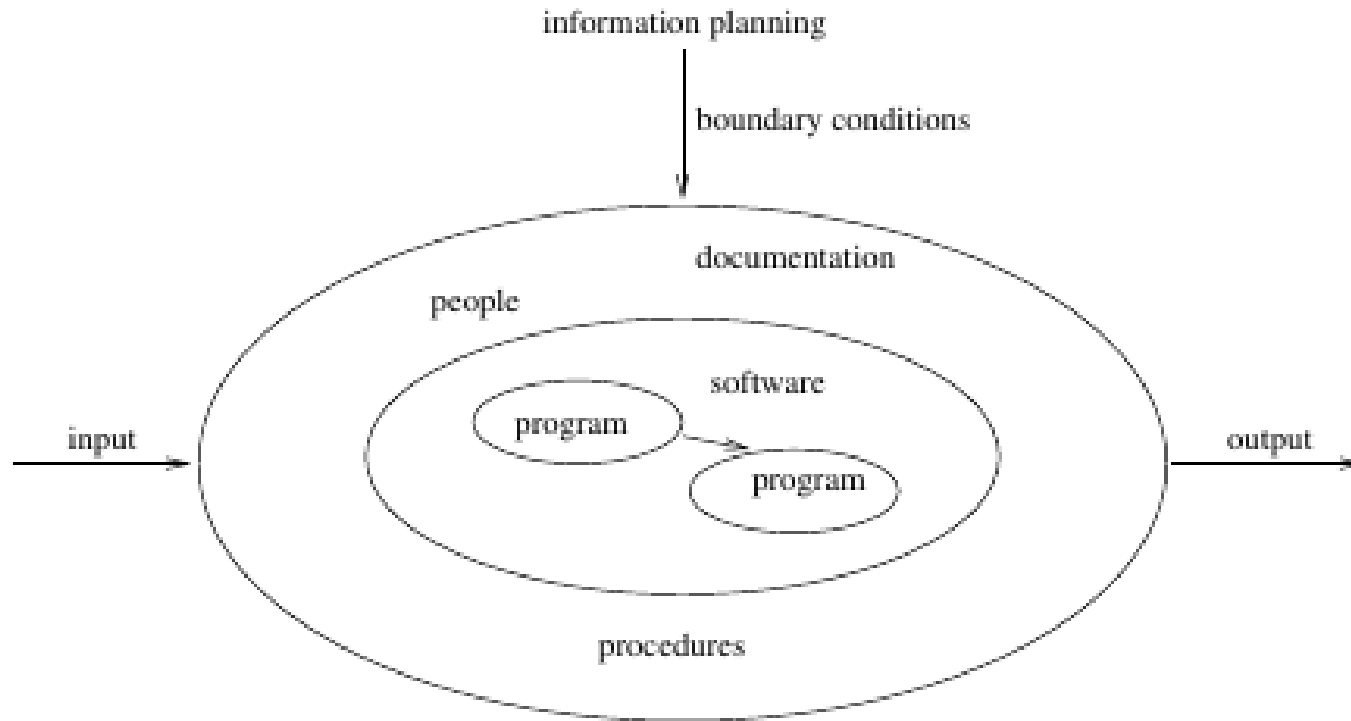 information planning
boundary conditions
documentation
people
software
program
input
output
program
procedures